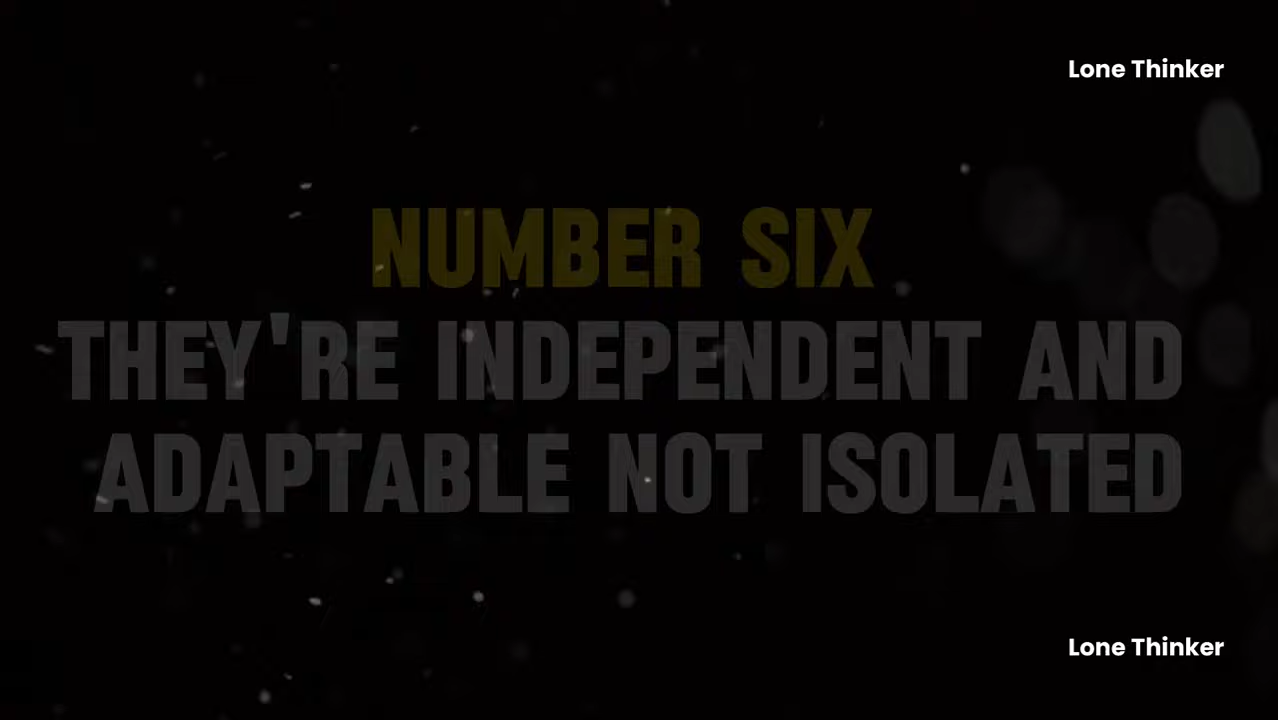 Lone Thinker
NUMBER SIX
THEY'RE INDEPENDENT AND
ADAPTABLE NOT ISOLATED
Lone Thinker